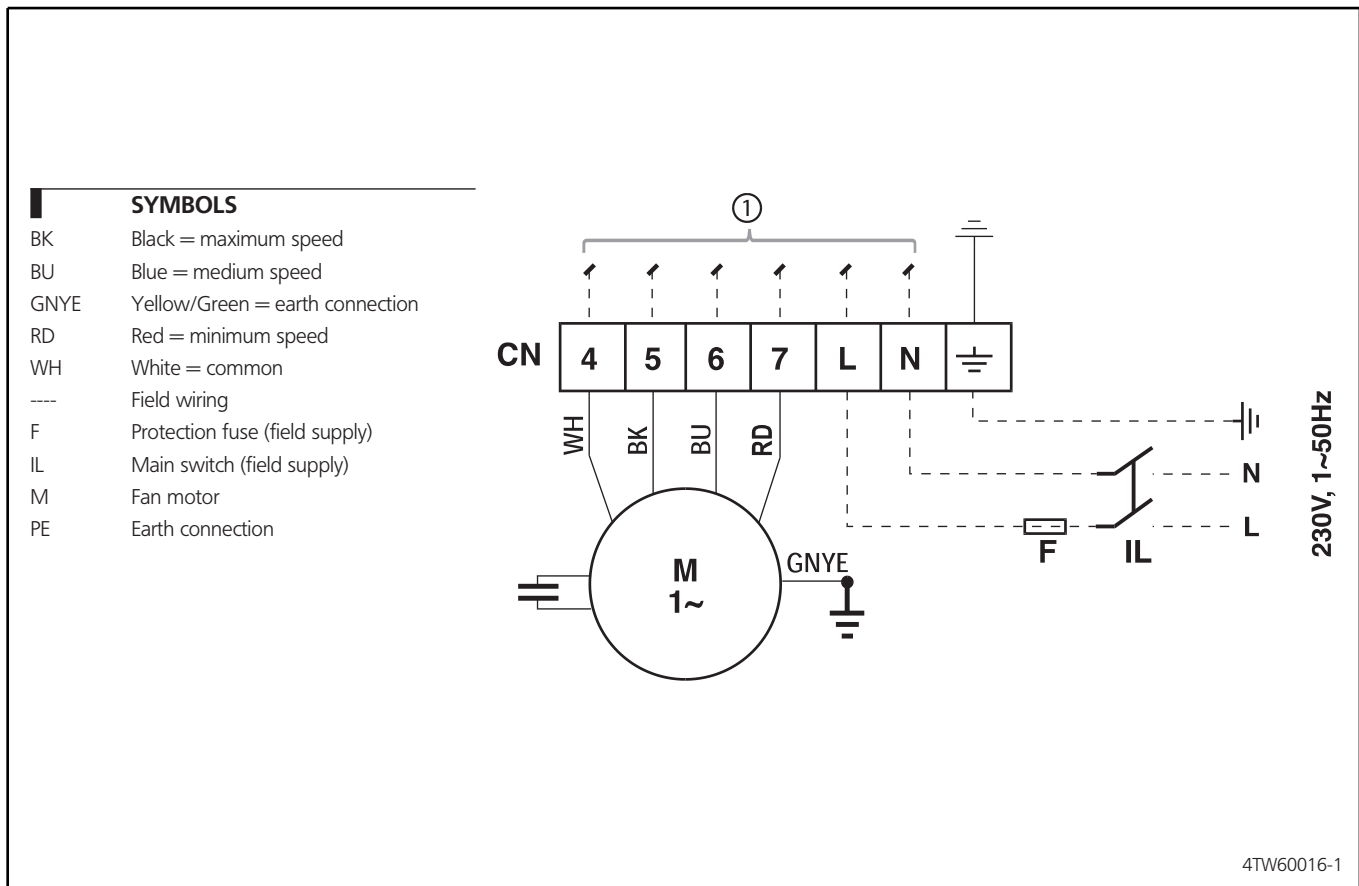 SYMBOLS
BK Black = maximum speed
BU Blue = medium speed
GNYE Yellow/Green = earth connection
RD Red = minimum speed
WH White = common
---- Field wiring
F Protection fuse (field supply)
IL Main switch (field supply)
M Fan motor
PE Earth connection
1
CN 4 5 6 7 L N
WH BK BU RD
N
L
F IL
230V, 1~50Hz
M
1~
GNYE
4TW60016-1